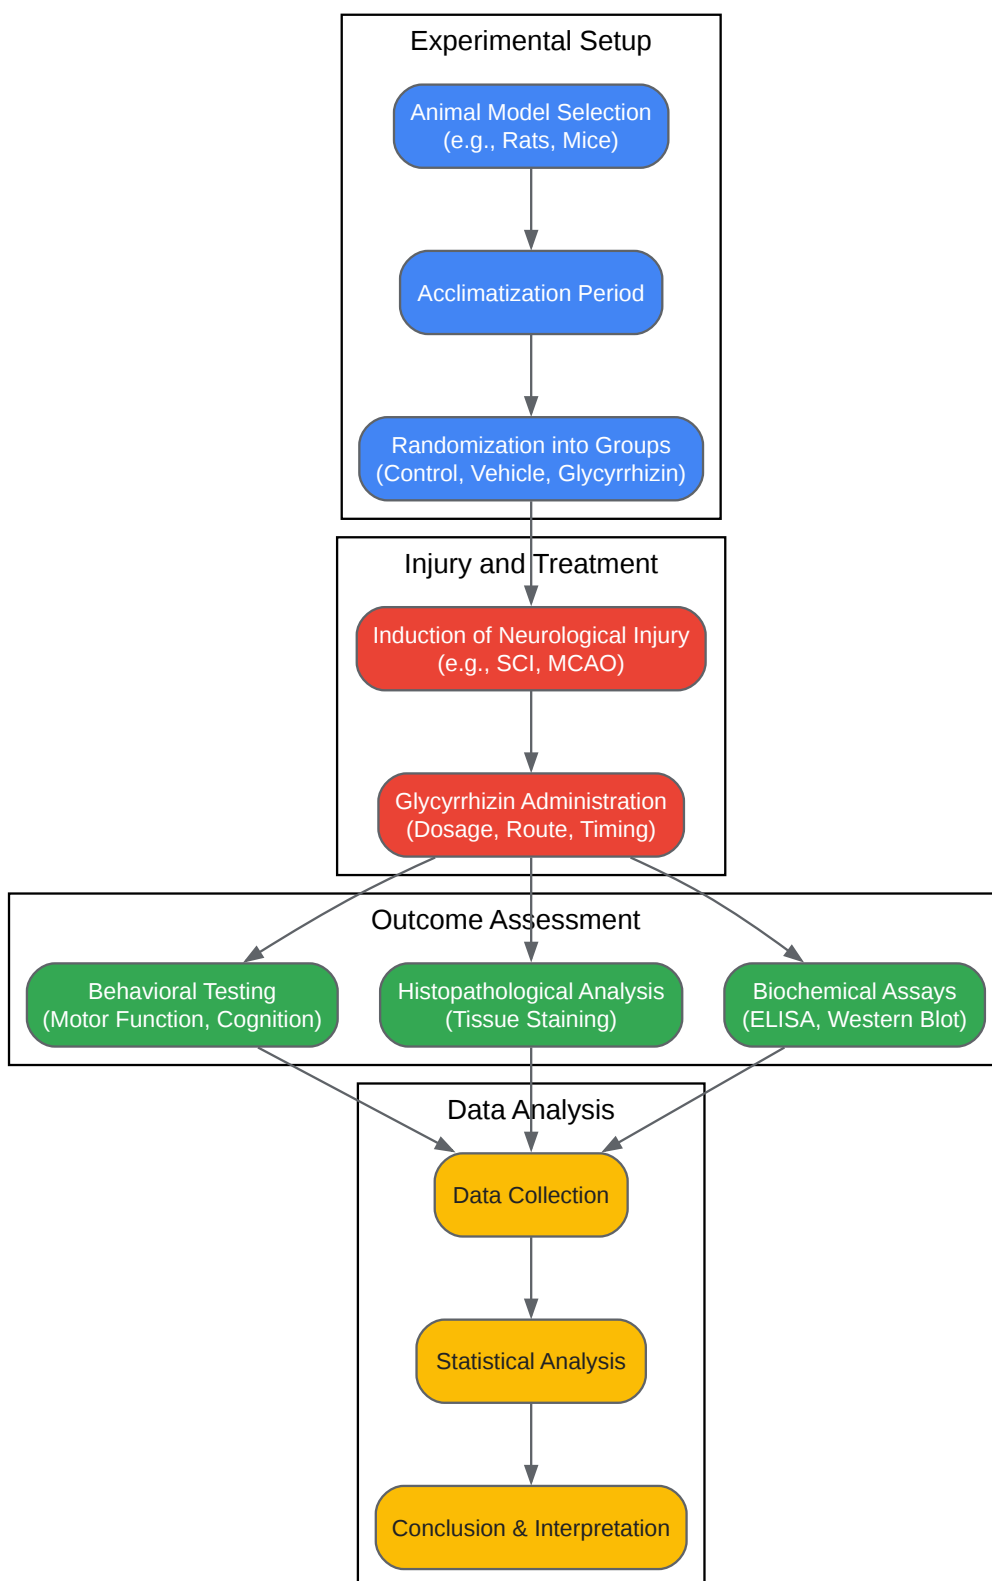 Experimental Setup
Animal Model Selection
(e.g., Rats, Mice)
Acclimatization Period
Randomization into Groups
(Control, Vehicle, Glycyrrhizin)
Injury and Treatment
Induction of Neurological Injury
(e.g., SCI, MCAO)
Glycyrrhizin Administration
(Dosage, Route, Timing)
Outcome Assessment
Behavioral Testing
(Motor Function, Cognition)
Histopathological Analysis
(Tissue Staining)
Biochemical Assays
(ELISA, Western Blot)
Data Analysis
Data Collection
Statistical Analysis
Conclusion & Interpretation